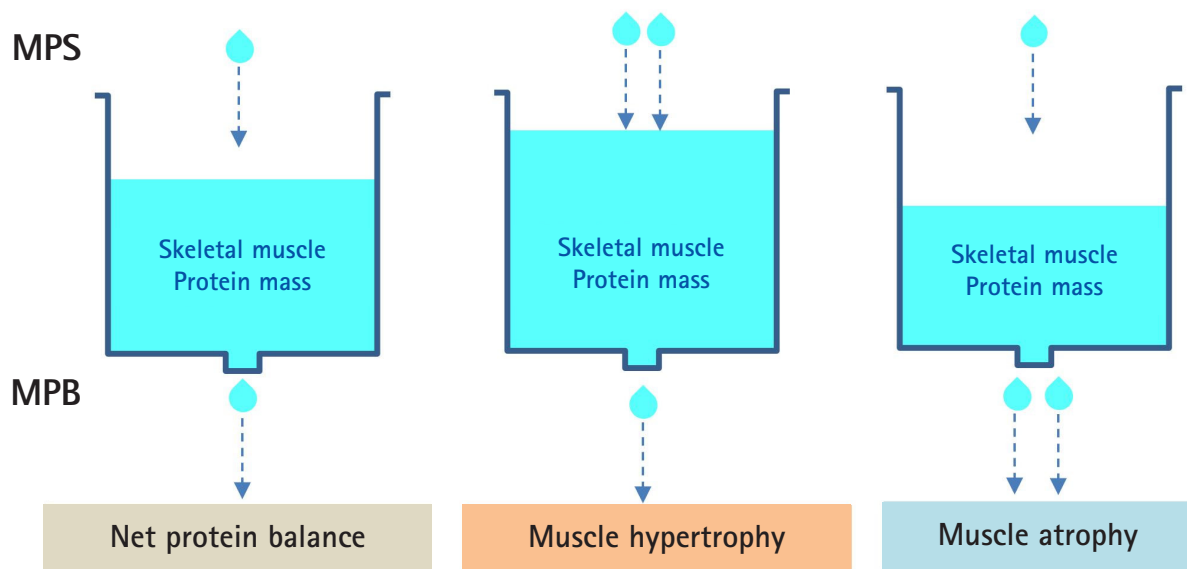 MPS
Skeletal muscle
Protein mass
Skeletal muscle
Protein mass
Skeletal muscle
Protein mass
MPB
Net protein balance
Muscle hypertrophy
Muscle atrophy